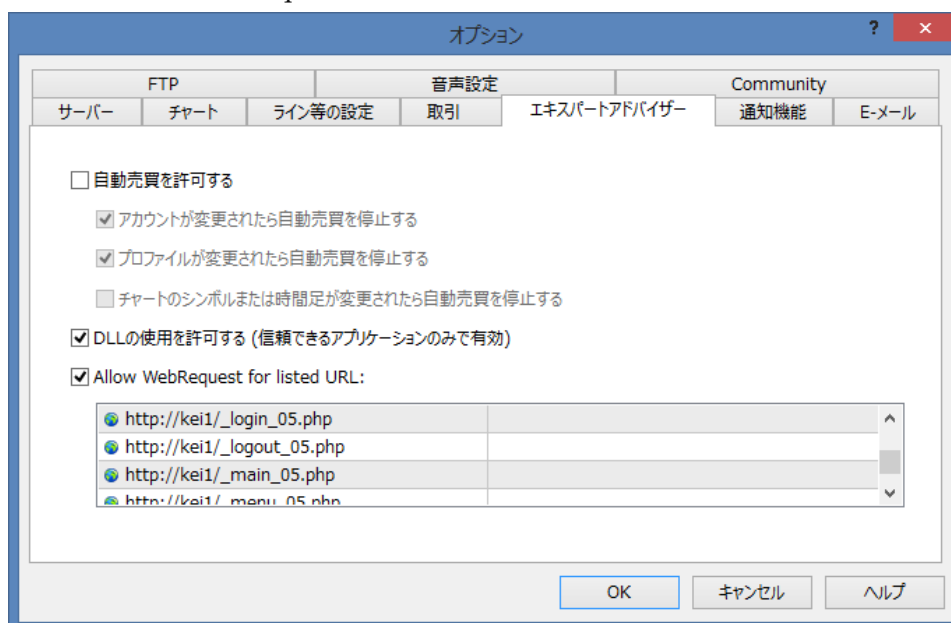 オプション
? ×
FTP 音声設定 Community
サーバー チャート ライン等の設定 取引 エキスパートアドバイザー 通知機能 E-メール
自動売買を許可する
アカウントが変更されたら自動売買を停止する
プロファイルが変更されたら自動売買を停止する
チャートのシンボルまたは時間足が変更されたら自動売買を停止する
DLLの使用を許可する (信頼できるアプリケーションのみで有効)
Allow WebRequest for listed URL:
http://kei1/_login_05.php
http://kei1/_logout_05.php
http://kei1/_main_05.php
http://kei1/_menu_05.php
OK キャンセル ヘルプ